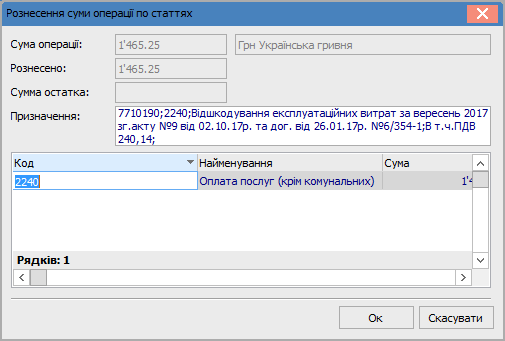 Рознесення суми операції по статтях
Сума операції: 1'465.25 Грн Українська гривня
Рознесено: 1'465.25
Сумма остатка:
Призначення: 7710190;2240;Відшкодування експлуатаційних витрат за вересень 2017
зг.акту №9 від 02.10.17р. та дог. від 26.01.17р. №6/354-1;В т.ч.ПДВ
240,14;
Код Найменування Сума
2240 Оплата послуг (крім комунальних) 1'4
Рядків: 1
Ок Скасувати